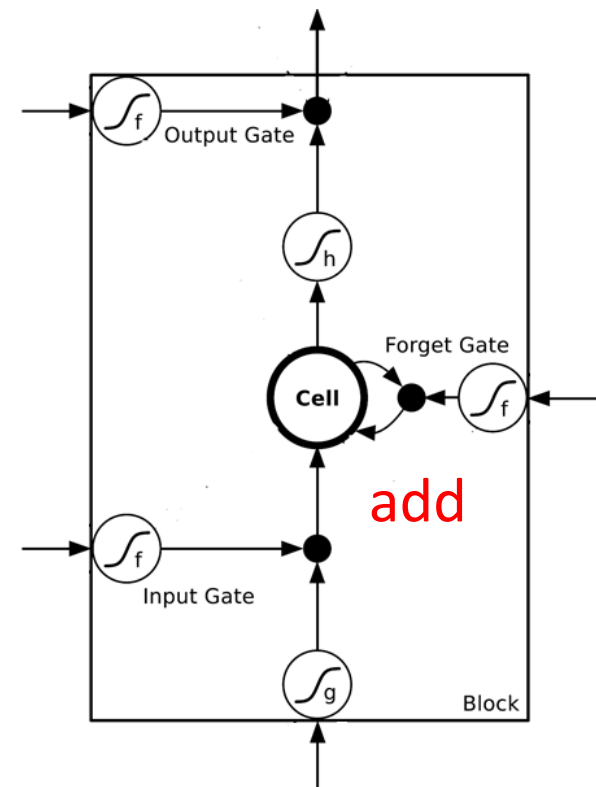 f
Output Gate
h
Forget Gate
Cell
f
add
f
Input Gate
g
Block